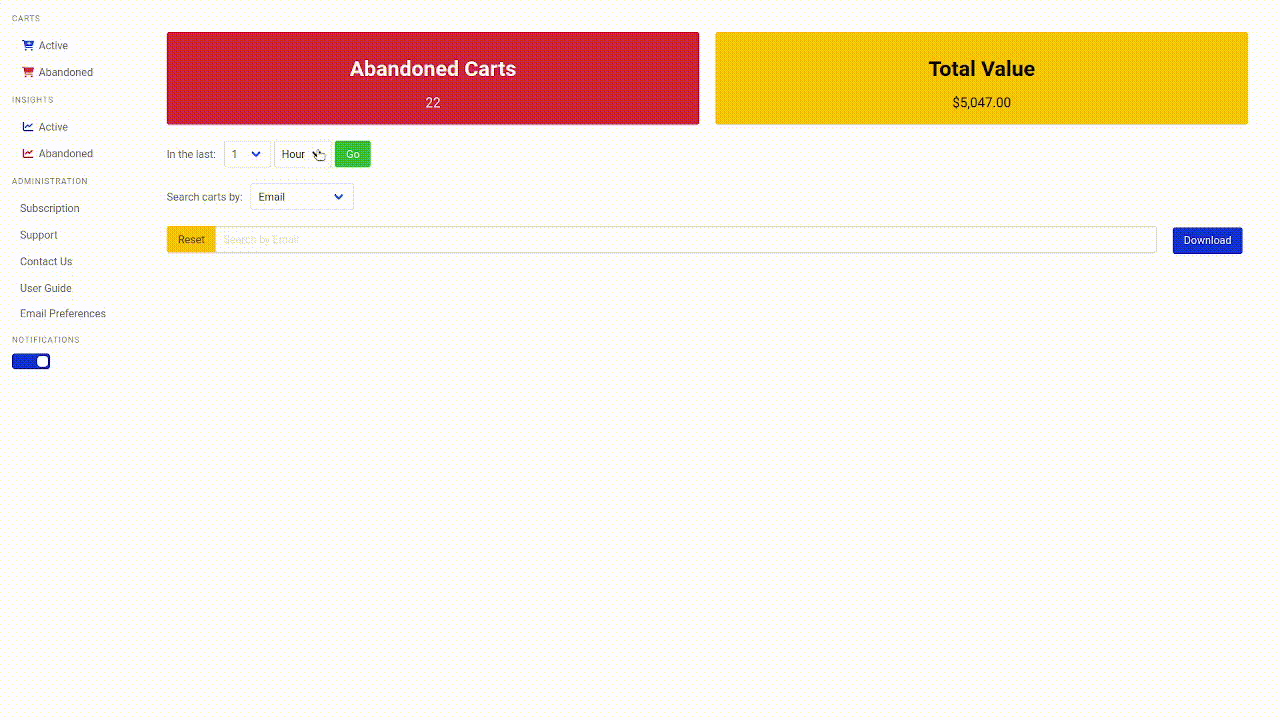 CARTS
Active
Abandoned
INSIGHTS
Active
Abandoned
ADMINISTRATION
Subscription
Support
Contact Us
User Guide
Email Preferences
NOTIFICATIONS
Abandoned Carts
22
Total Value
$5,047.00
In the last: 1 Hour Go
Search carts by: Email
Reset Search by Email Download